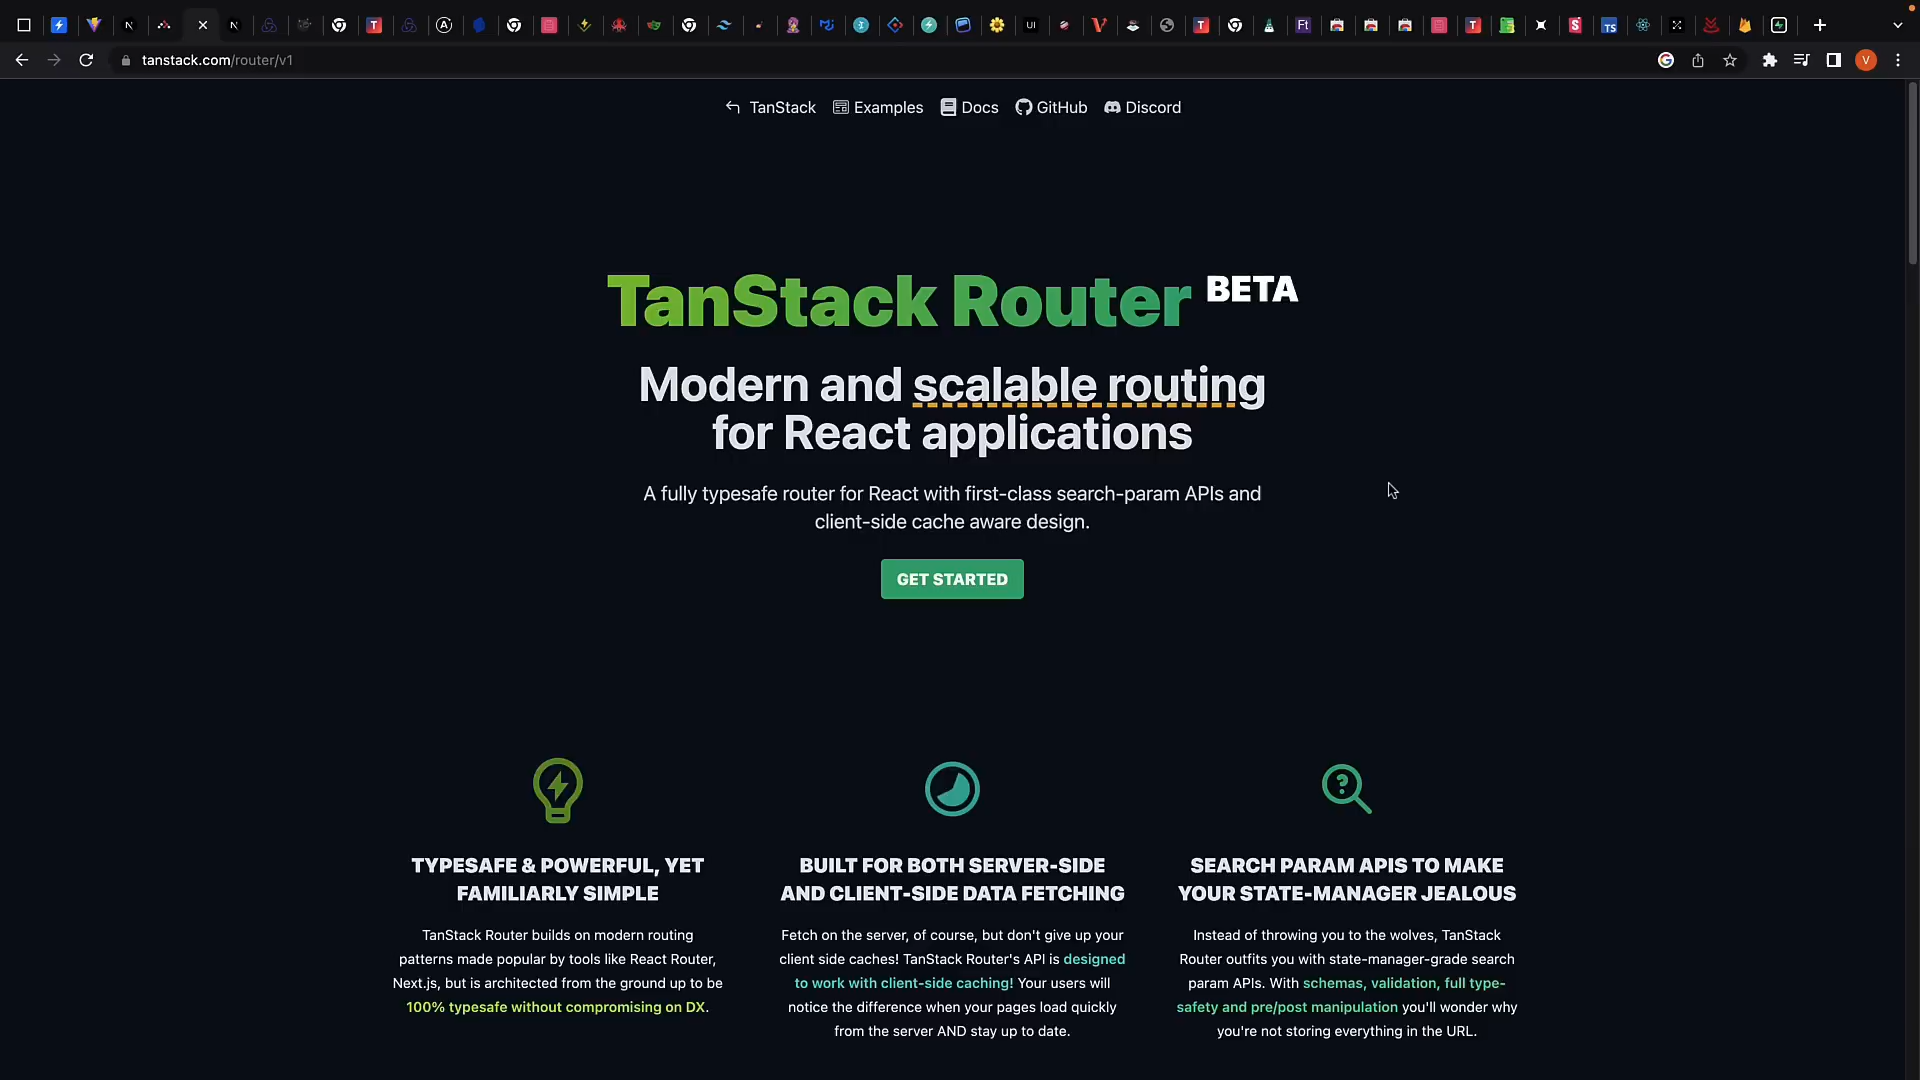 tanstack.com/router/v1
V
TanStack Examples Docs GitHub Discord
TanStack Router BETA
Modern and scalable routing
for React applications
A fully typesafe router for React with first-class search-param APIs and
client-side cache aware design.
GET STARTED
TYPESAFE & POWERFUL, YET
FAMILIARLY SIMPLE
TanStack Router builds on modern routing
patterns made popular by tools like React Router,
Next.js, but is architected from the ground up to be
100% typesafe without compromising on DX.
BUILT FOR BOTH SERVER-SIDE
AND CLIENT-SIDE DATA FETCHING
Fetch on the server, of course, but don't give up your
client side caches! TanStack Router's API is designed
to work with client-side caching! Your users will
notice the difference when your pages load quickly
from the server AND stay up to date.
SEARCH PARAM APIS TO MAKE
YOUR STATE-MANAGER JEALOUS
Instead of throwing you to the wolves, TanStack
Router outfits you with state-manager-grade search
param APIs. With schemas, validation, full type-
safety and pre/post manipulation you'll wonder why
you're not storing everything in the URL.